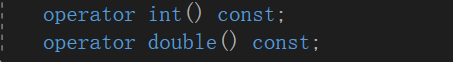 operator int() const;
operator double() const;